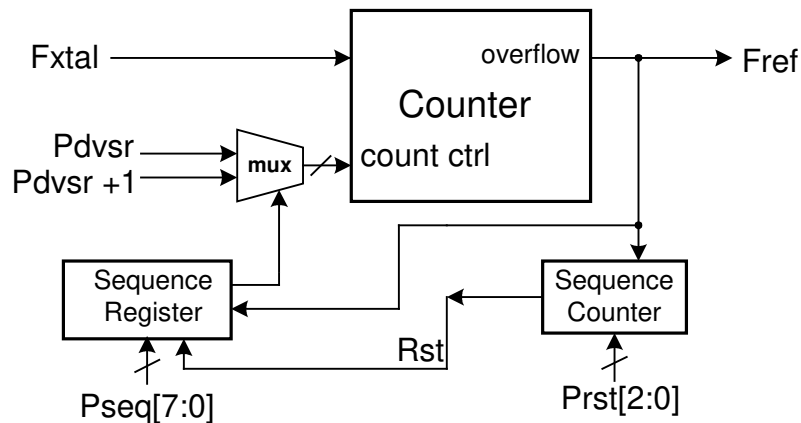 Fxtal
overflow
Fref
Counter
Pdvsr
Pdvsr +1
mux
count ctrl
Sequence
Register
Sequence
Counter
Rst
Pseq[7:0]
Prst[2:0]